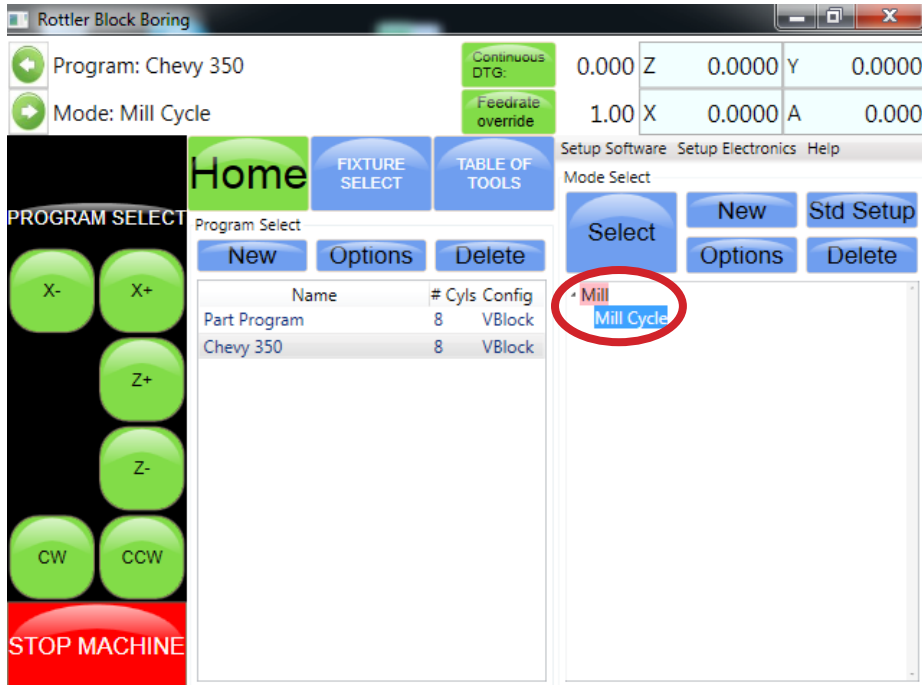 Rottler Block Boring
Program: Chevy 350
Continuous
DTG:
0.000 Z 0.0000 Y 0.0000
Mode: Mill Cycle
Feedrate
override
1.00 X 0.0000 A 0.000
Home
FIXTURE
SELECT
TABLE OF
TOOLS
Setup Software Setup Electronics Help
Mode Select
Select
New
Std Setup
Options
Delete
PROGRAM SELECT
X-
X+
Z+
Z-
CW
CCW
STOP MACHINE
Program Select
New Options Delete
Name # Cyls Config
Part Program 8 VBlock
Chevy 350 8 VBlock
Mill
Mill Cycle